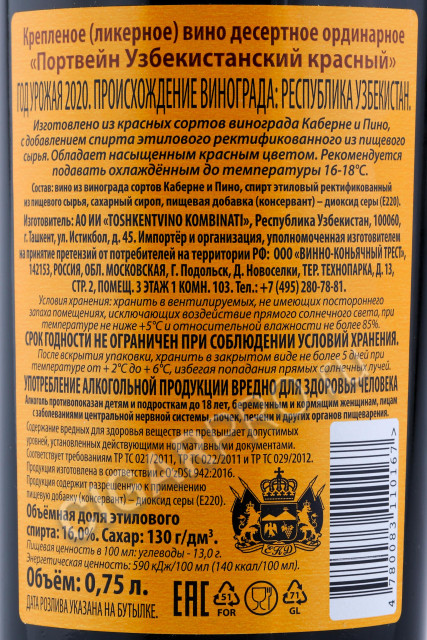 Крепленое (ликерное) вино десертное ординарное
«Портвейн Узбекистанский красный»
ГОД УРОЖАЯ 2020. ПРОИСХОЖДЕНИЕ ВИНОГРАДА: РЕСПУБЛИКА УЗБЕКИСТАН.
Изготовлено из красных сортов винограда Каберне и Пино,
с добавлением спирта этилового ректификованного из пищевого
сырья. Обладает насыщенным красным цветом. Рекомендуется
подавать охлаждённым до температуры 16-18°С.
Состав: вино из винограда сортов Каберне и Пино, спирт этиловый ректификованный
из пищевого сырья, сахарный сироп, пищевая добавка (консервант) – диоксид серы (Е220).
Изготовитель: АО ИИ «TOSHKENTVINO KOMBINATI», Республика Узбекистан, 100060,
г. Ташкент, ул. Истикбол, д. 45. Импортёр и организация, уполномоченная изготовителем
на принятие претензий от потребителей на территории РФ: ООО «ВИННО-КОНЬЯЧНЫЙ ТРЕСТ»,
142153, РОССИЯ, ОБЛ. МОСКОВСКАЯ, Г. Подольск, Д. Новоселки, ТЕР. ТЕХНОПАРК, Д. 13,
СТР. 2, ПОМЕЩ. 3 ЭТАЖ 1 КОМН. 103. Тел.: +7 (495) 280-78-81.
Условия хранения: хранить в вентилируемых, не имеющих постороннего
запаха помещениях, исключающих воздействие прямого солнечного света, при
температуре не ниже +5°С и относительной влажности не более 85%.
СРОК ГОДНОСТИ НЕ ОГРАНИЧЕН ПРИ СОБЛЮДЕНИИ УСЛОВИЙ ХРАНЕНИЯ.
После вскрытия упаковки, хранить в закрытом виде не более 5 дней при
температуре от + 2°С до + 6°С, избегая попадания прямых солнечных лучей.
УПОТРЕБЛЕНИЕ АЛКОГОЛЬНОЙ ПРОДУКЦИИ ВРЕДНО ДЛЯ ЗДОРОВЬЯ ЧЕЛОВЕКА
Алкоголь противопоказан детям и подросткам до 18 лет, беременным и кормящим женщинам, лицам
с заболеваниями центральной нервной системы, почек, печени и других органов пищеварения.
Содержание вредных для здоровья веществ не превышает допустимых
уровней, установленных действующими нормативными документами.
Соответствует требованиям ТР ТС 021/2011, ТР ТС 022/2011 и ТР ТС 029/2012.
Продукция изготовлена в соответствии с O'zDSt 942:2016.
Продукция, содержащая разрешенную к применению
пищевую добавку (консервант) – диоксид серы (Е220).
Объёмная доля этилового
спирта: 16,0%. Сахар: 130 г/дм³.
Пищевая ценность в 100 мл: углеводы - 13,0 г.
Энергетическая ценность: 590 кДж/100 мл (140 ккал/100 мл).
Объём: 0,75 л.
ДАТА РОЗЛИВА УКАЗАНА НА БУТЫЛКЕ.
ЕАС
51
FOR
71
GL